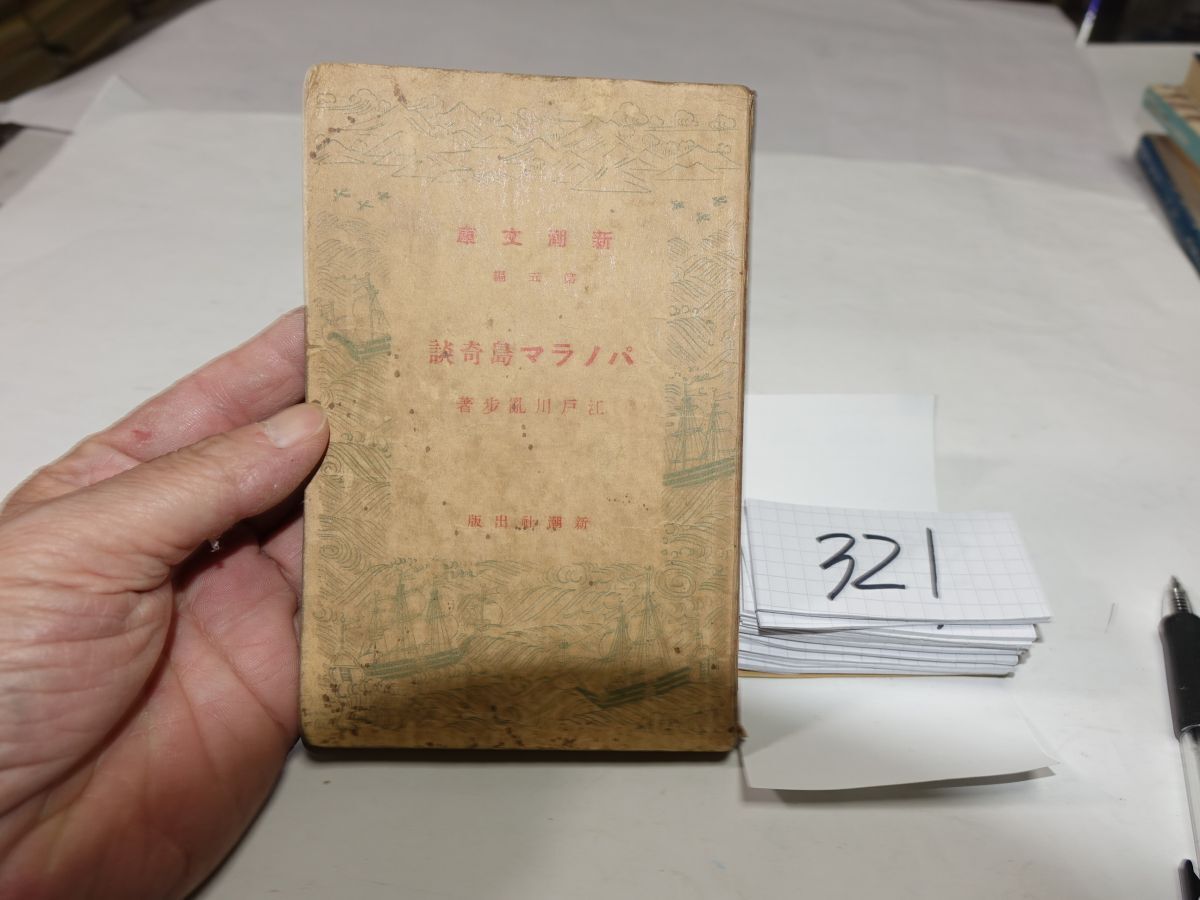 新潮文庫
第五編
パノラマ島奇談
江戸川亂歩著
新潮社出版
321